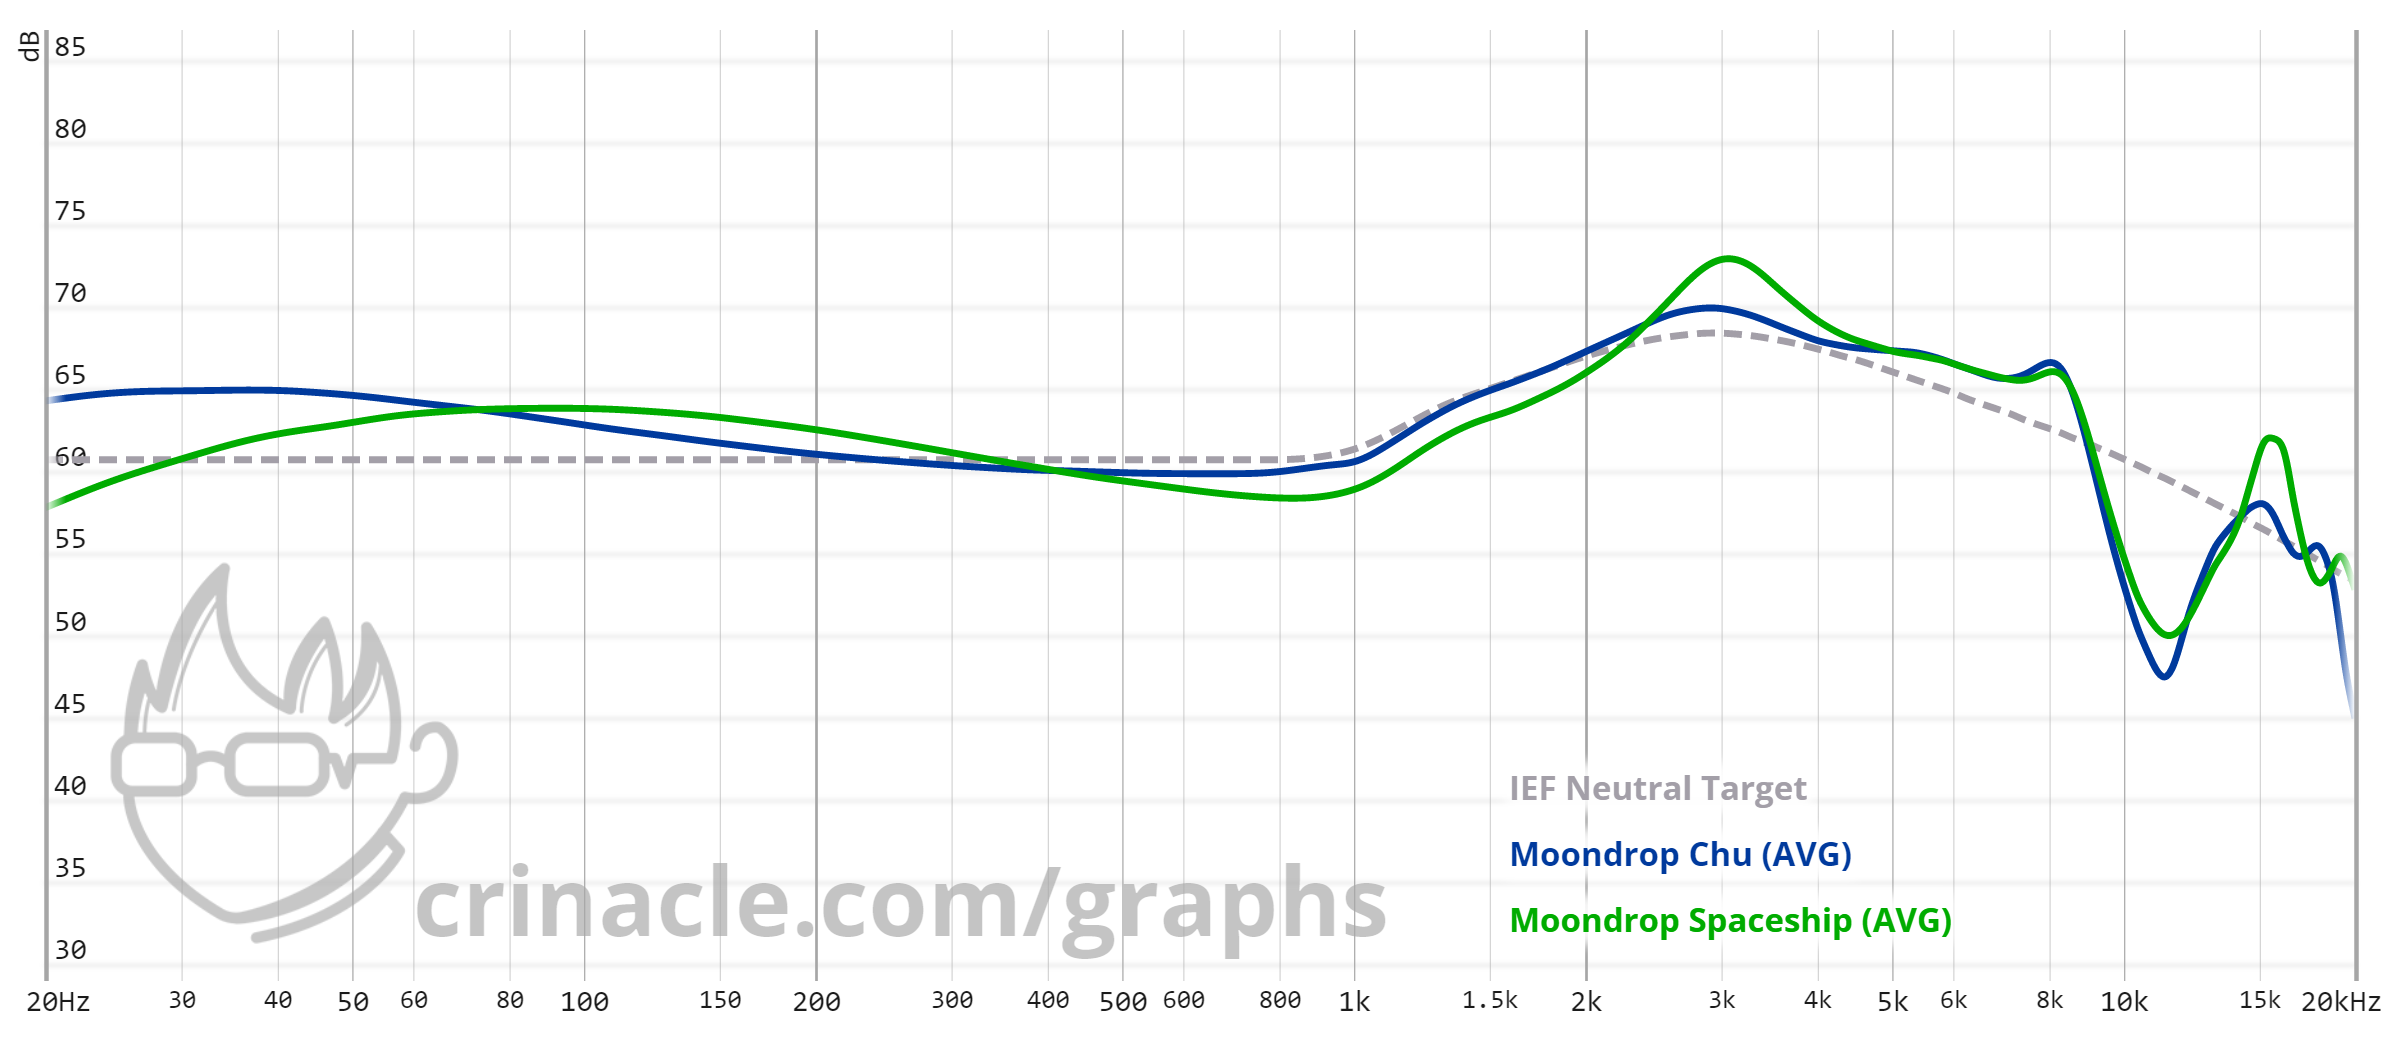 dB
85
80
75
70
65
60
55
50
45
40
35
30
IEF Neutral Target
Moondrop Chu (AVG)
Moondrop Spaceship (AVG)
crinacle.com/graphs
20Hz 30 40 50 60 80 100 150 200 300 400 500 600 800 1k 1.5k 2k 3k 4k 5k 6k 8k 10k 15k 20kHz